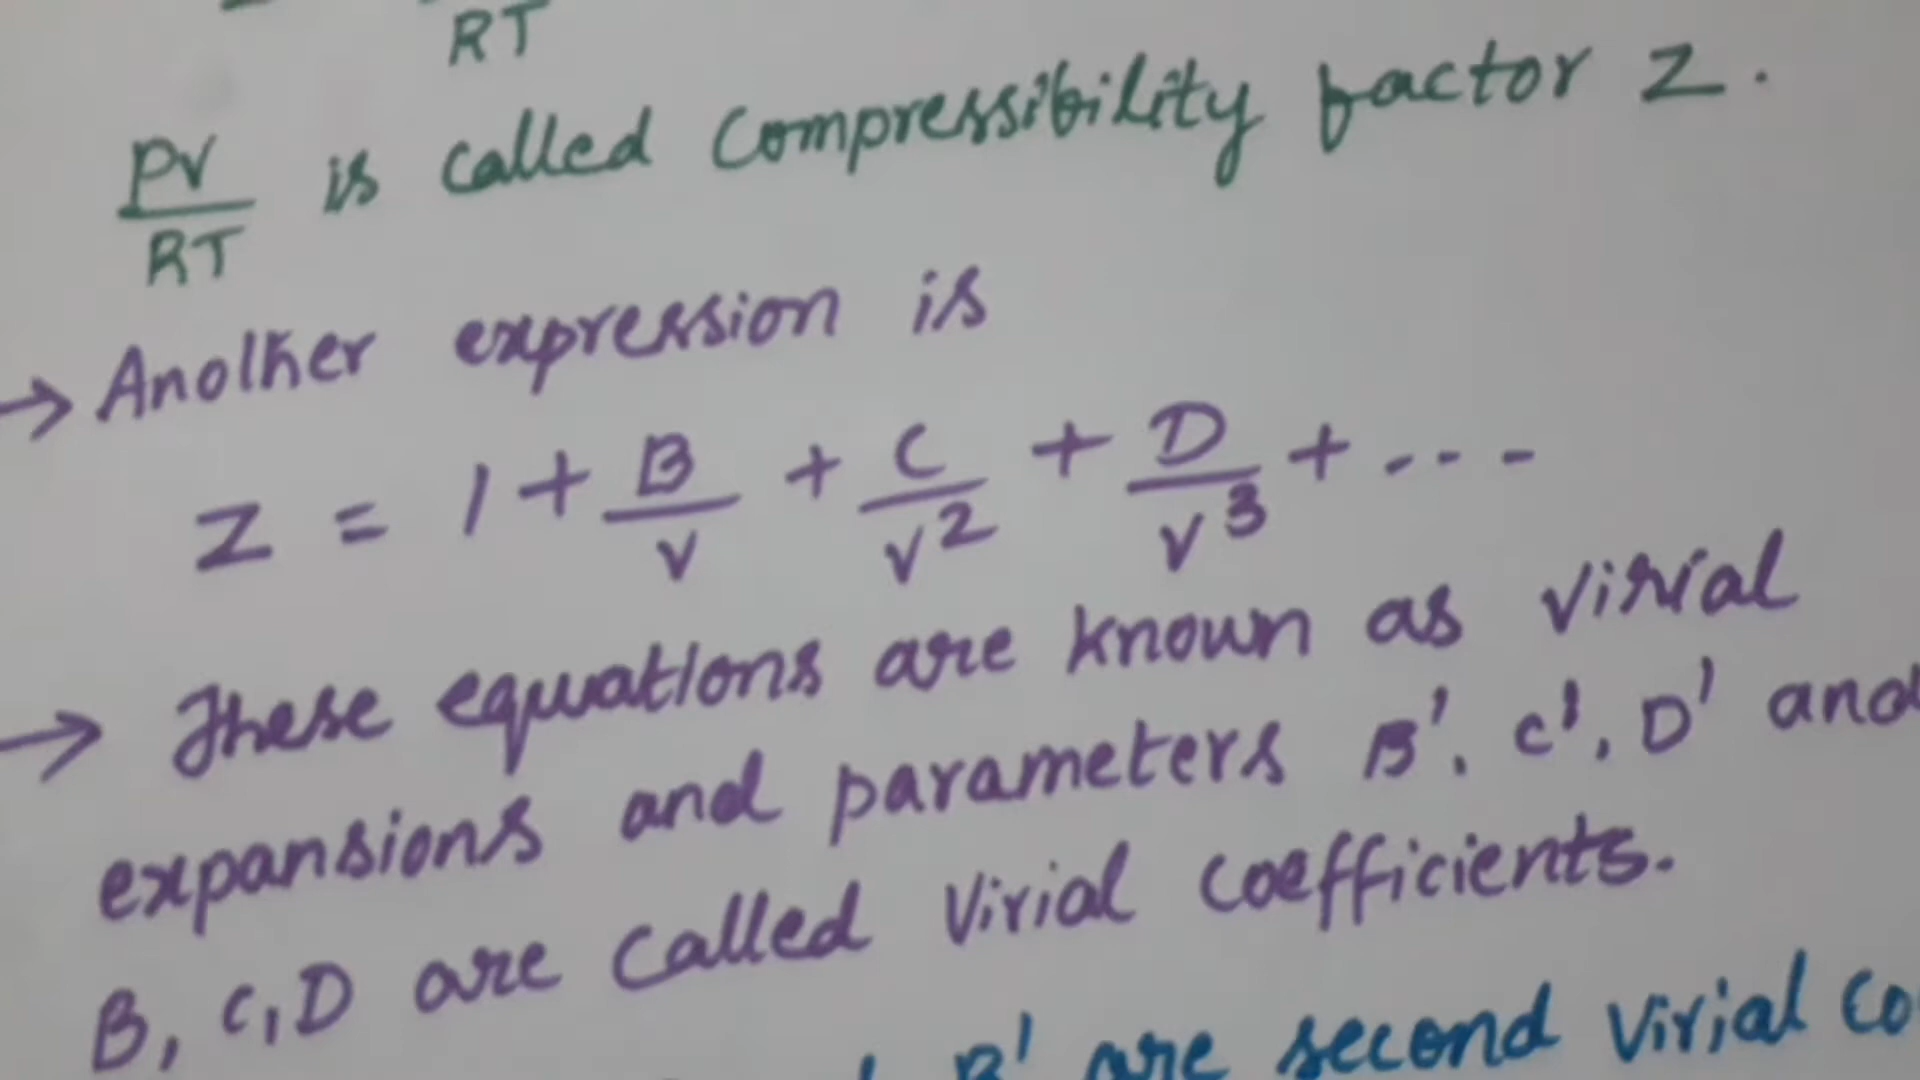 RT
PV/RT is called Compressibility factor Z.
→ Another expression is
Z = 1 + B/V + C/V² + D/V³ + ----
→ These equations are known as virial
expansions and parameters B', C', D' and
B, C, D are called Virial Coefficients.
B' are second Virial Co